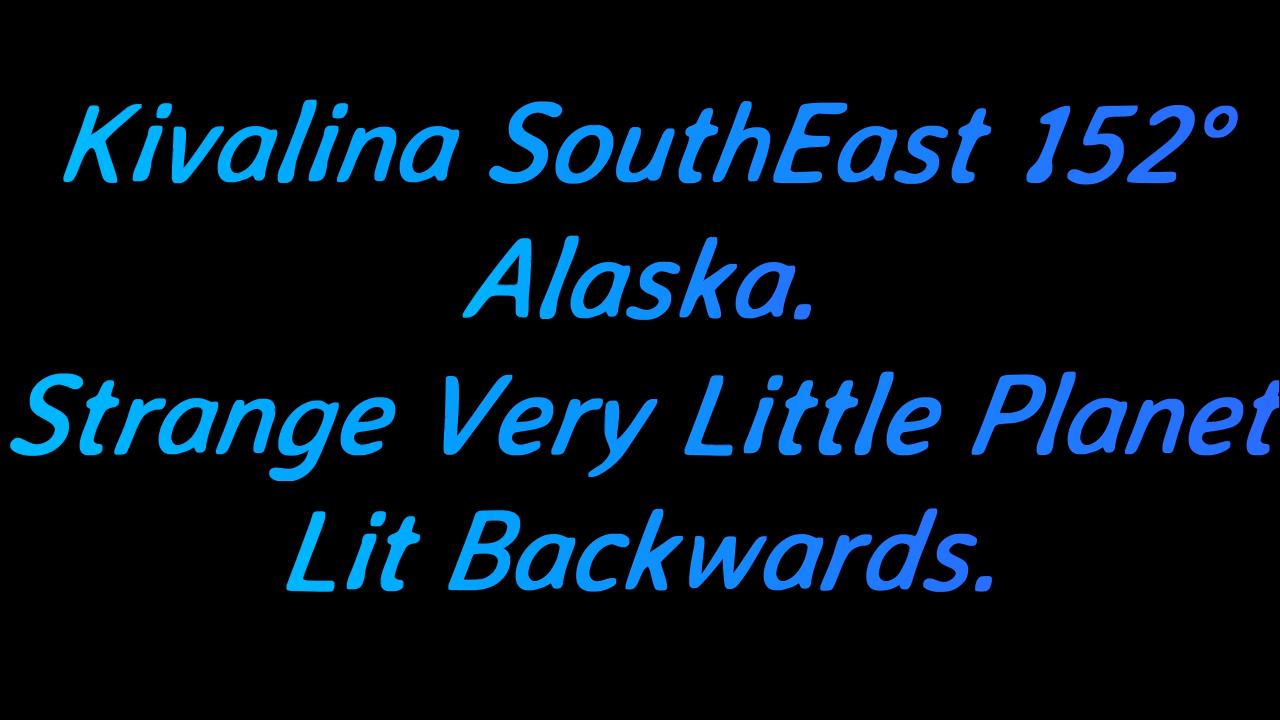 Kivalina SouthEast 152°
Alaska.
Strange Very Little Planet
Lit Backwards.